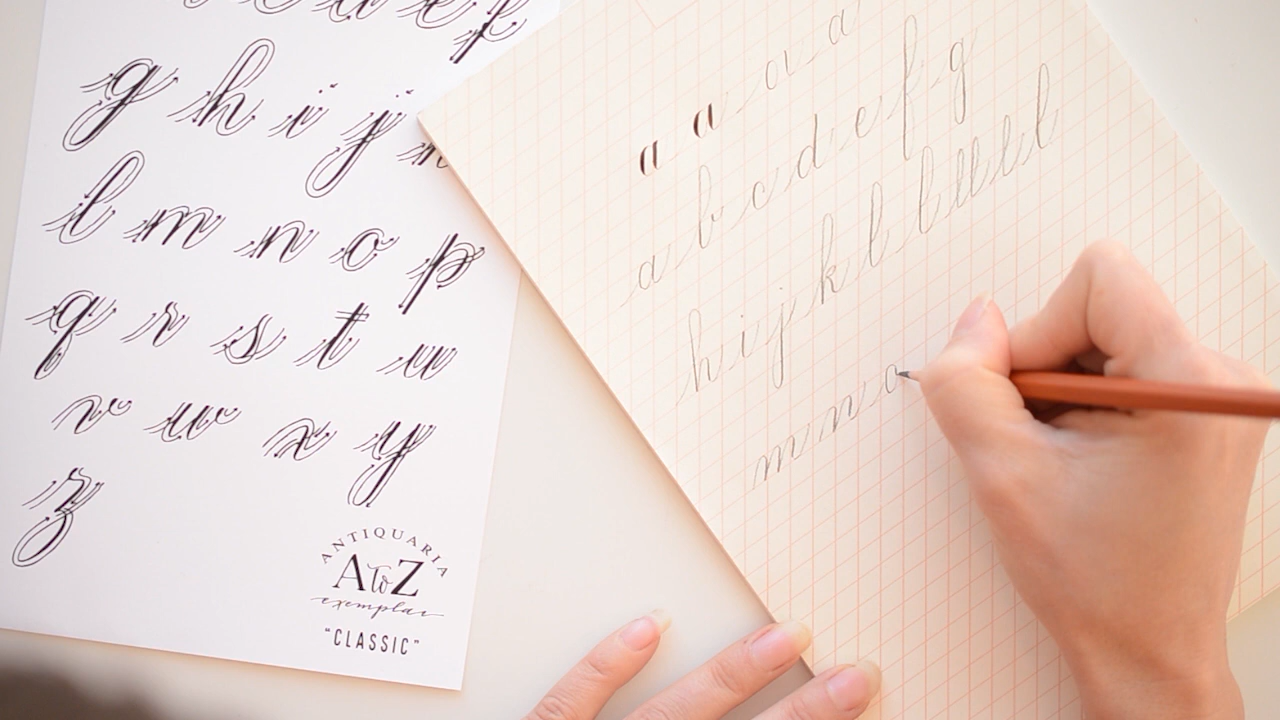 g h i j
l m n o p
q r s t u
v w x y
z
ANTIQUARIA
A to Z
exemplar
"CLASSIC"
a a a a
a b c d e f g
h i j k l l
m n o